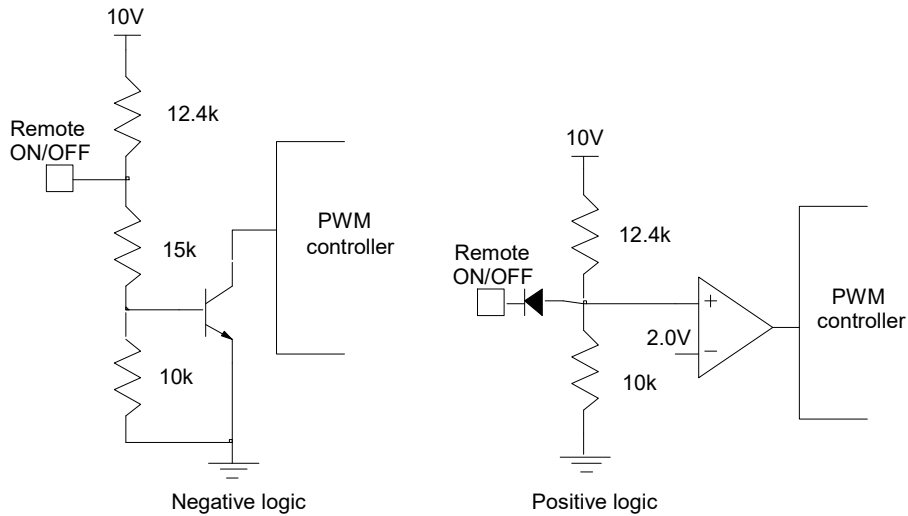 10V
12.4k
Remote
ON/OFF
15k
10k
PWM
controller
Negative logic
10V
12.4k
Remote
ON/OFF
2.0V
+
−
10k
PWM
controller
Positive logic